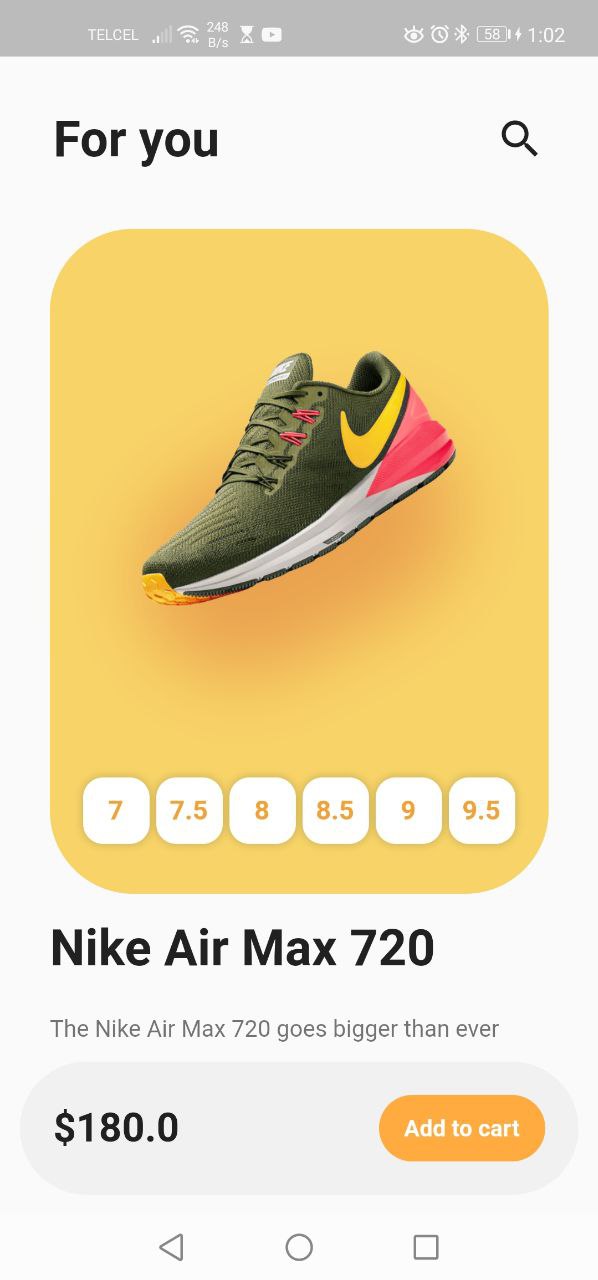 TELCEL 248 B/s 58 1:02
For you
7 7.5 8 8.5 9 9.5
Nike Air Max 720
The Nike Air Max 720 goes bigger than ever
$180.0 Add to cart